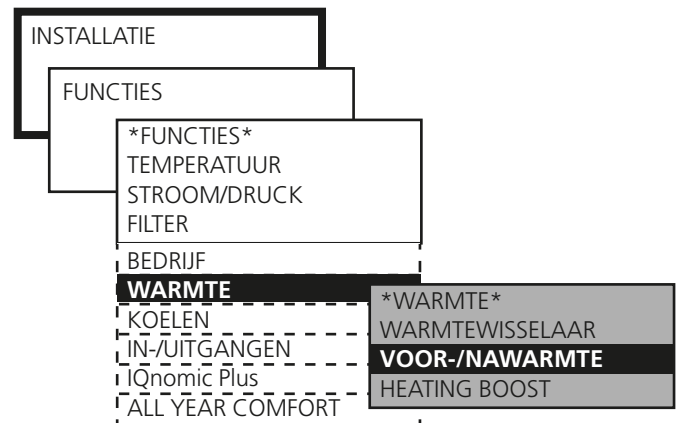 INSTALLATIE
FUNCTIES
*FUNCTIES*
TEMPERATUUR
STROOM/DRUCK
FILTER
BEDRIJF
WARMTE
KOELEN
IN-/UITGANGEN
IQnomic Plus
ALL YEAR COMFORT
*WARMTE*
WARMTEWISSELAAR
VOOR-/NAWARMTE
HEATING BOOST